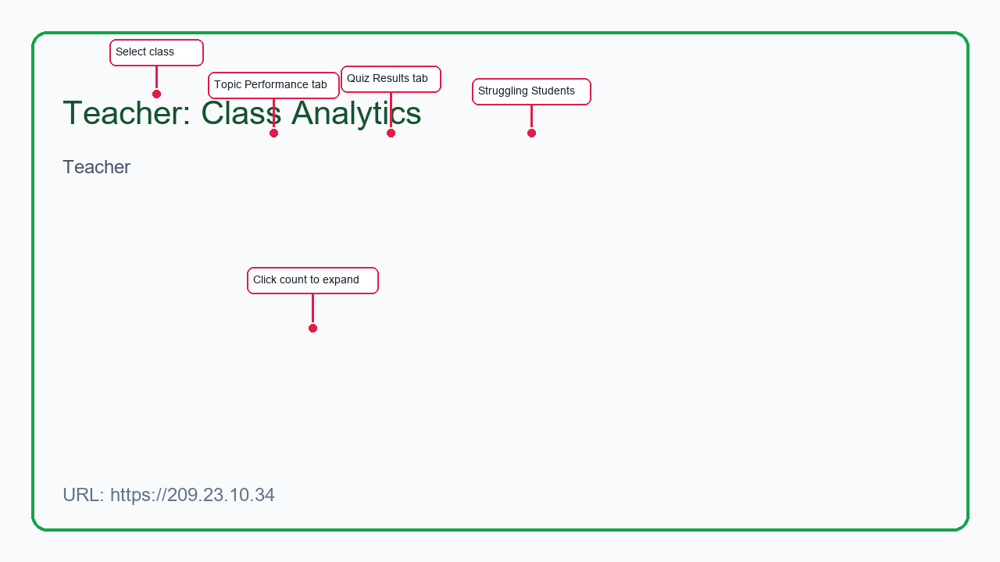 Select class
Topic Performance tab
Quiz Results tab
Struggling Students
Teacher: Class Analytics
Teacher
Click count to expand
URL: https://209.23.10.34